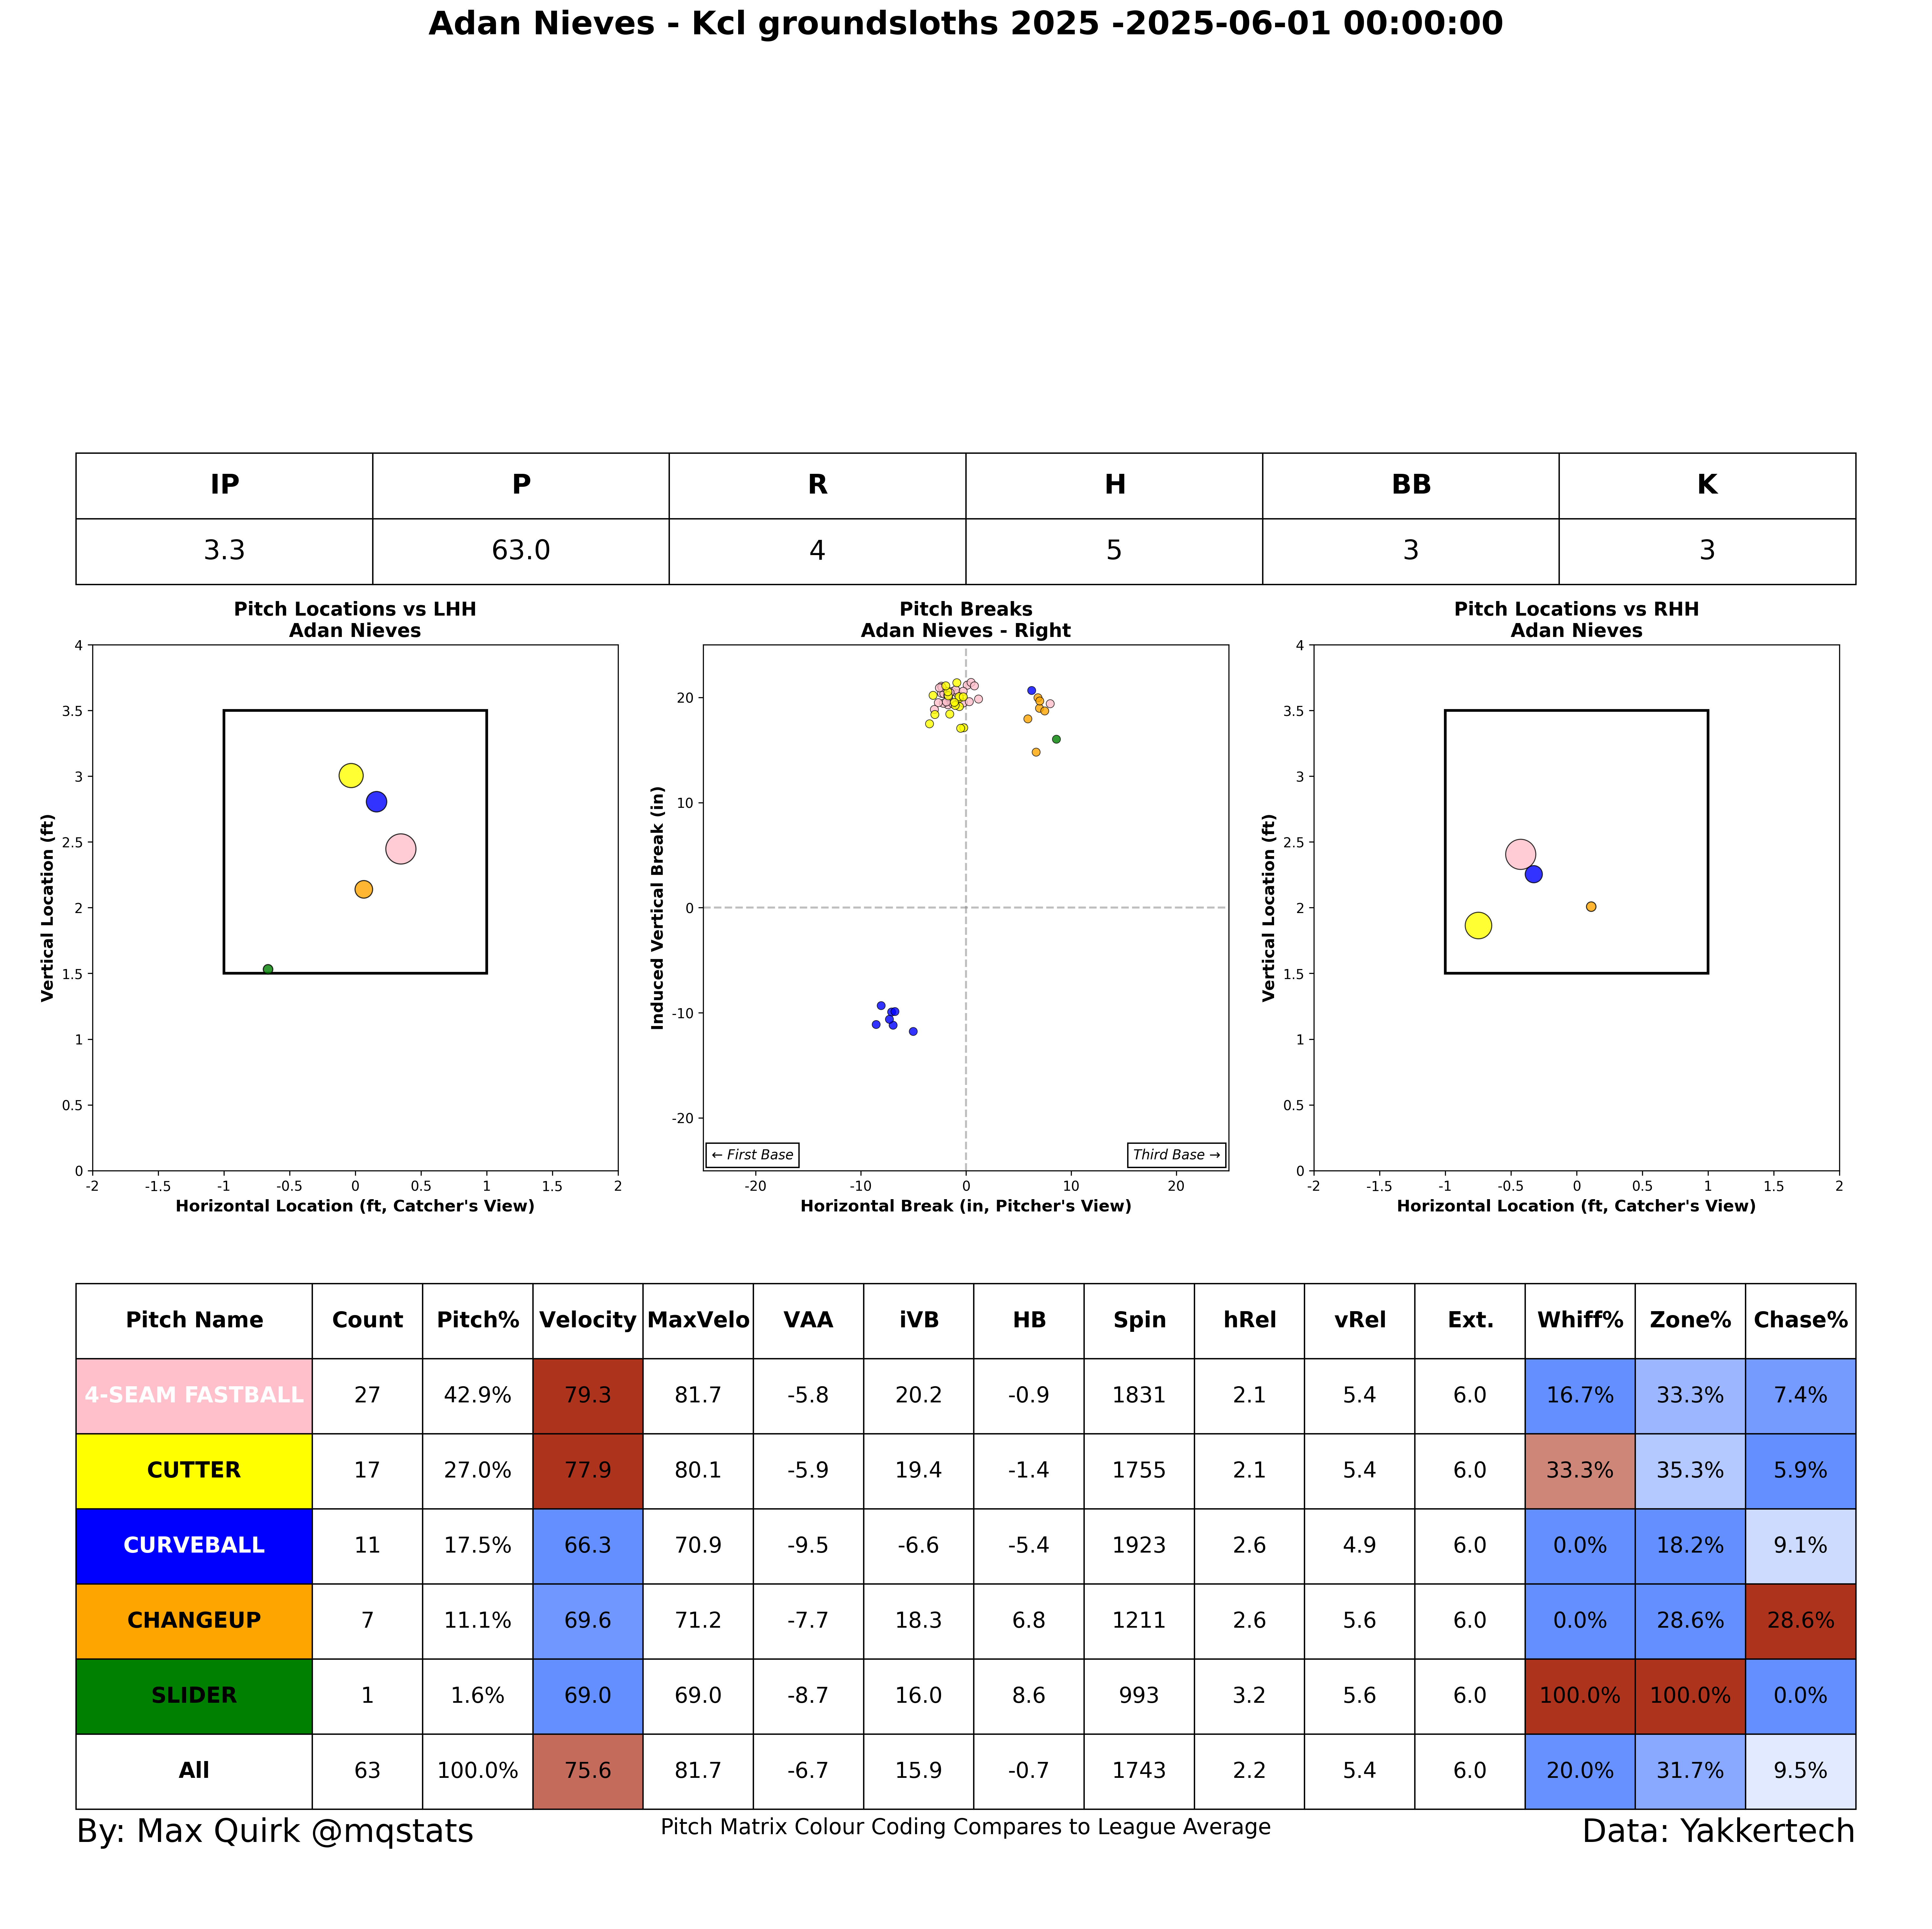 Adan Nieves - Kcl groundsloths 2025 -2025-06-01 00:00:00
IP P R H BB K
3.3 63.0 4 5 3 3
Pitch Locations vs LHH
Adan Nieves
4
3.5
3
2.5
2
1.5
1
0.5
0
-2 -1.5 -1 -0.5 0 0.5 1 1.5 2
Vertical Location (ft)
Horizontal Location (ft, Catcher's View)
Pitch Breaks
Adan Nieves - Right
20
10
0
-10
-20
← First Base
Third Base →
-20 -10 0 10 20
Induced Vertical Break (in)
Horizontal Break (in, Pitcher's View)
Pitch Locations vs RHH
Adan Nieves
4
3.5
3
2.5
2
1.5
1
0.5
0
-2 -1.5 -1 -0.5 0 0.5 1 1.5 2
Vertical Location (ft)
Horizontal Location (ft, Catcher's View)
Pitch Name Count Pitch% Velocity MaxVelo VAA iVB HB Spin hRel vRel Ext. Whiff% Zone% Chase%
4-SEAM FASTBALL 27 42.9% 79.3 81.7 -5.8 20.2 -0.9 1831 2.1 5.4 6.0 16.7% 33.3% 7.4%
CUTTER 17 27.0% 77.9 80.1 -5.9 19.4 -1.4 1755 2.1 5.4 6.0 33.3% 35.3% 5.9%
CURVEBALL 11 17.5% 66.3 70.9 -9.5 -6.6 -5.4 1923 2.6 4.9 6.0 0.0% 18.2% 9.1%
CHANGEUP 7 11.1% 69.6 71.2 -7.7 18.3 6.8 1211 2.6 5.6 6.0 0.0% 28.6% 28.6%
SLIDER 1 1.6% 69.0 69.0 -8.7 16.0 8.6 993 3.2 5.6 6.0 100.0% 100.0% 0.0%
All 63 100.0% 75.6 81.7 -6.7 15.9 -0.7 1743 2.2 5.4 6.0 20.0% 31.7% 9.5%
By: Max Quirk @mqstats
Pitch Matrix Colour Coding Compares to League Average
Data: Yakkertech